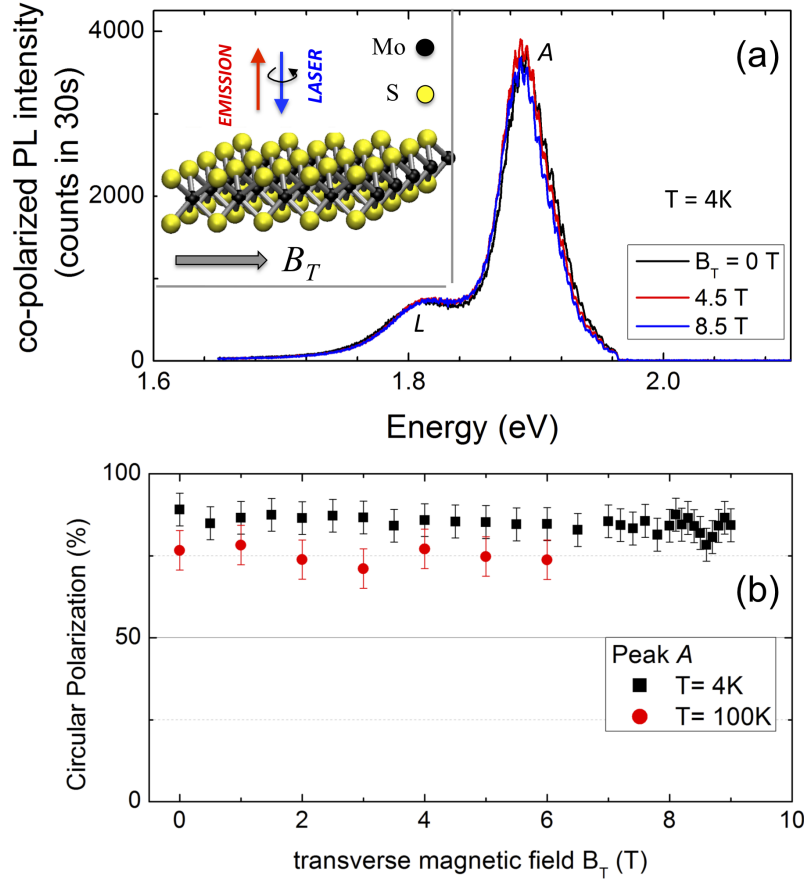 4000
2000
0
co-polarized PL intensity
(counts in 30s)
(a)
EMISSION
LASER
Mo
S
B_T
A
L
T = 4K
B_T = 0 T
4.5 T
8.5 T
1.6
1.8
2.0
Energy (eV)
100
75
50
25
0
Circular Polarization (%)
(b)
Peak A
T= 4K
T= 100K
0
2
4
6
8
10
transverse magnetic field B_T (T)